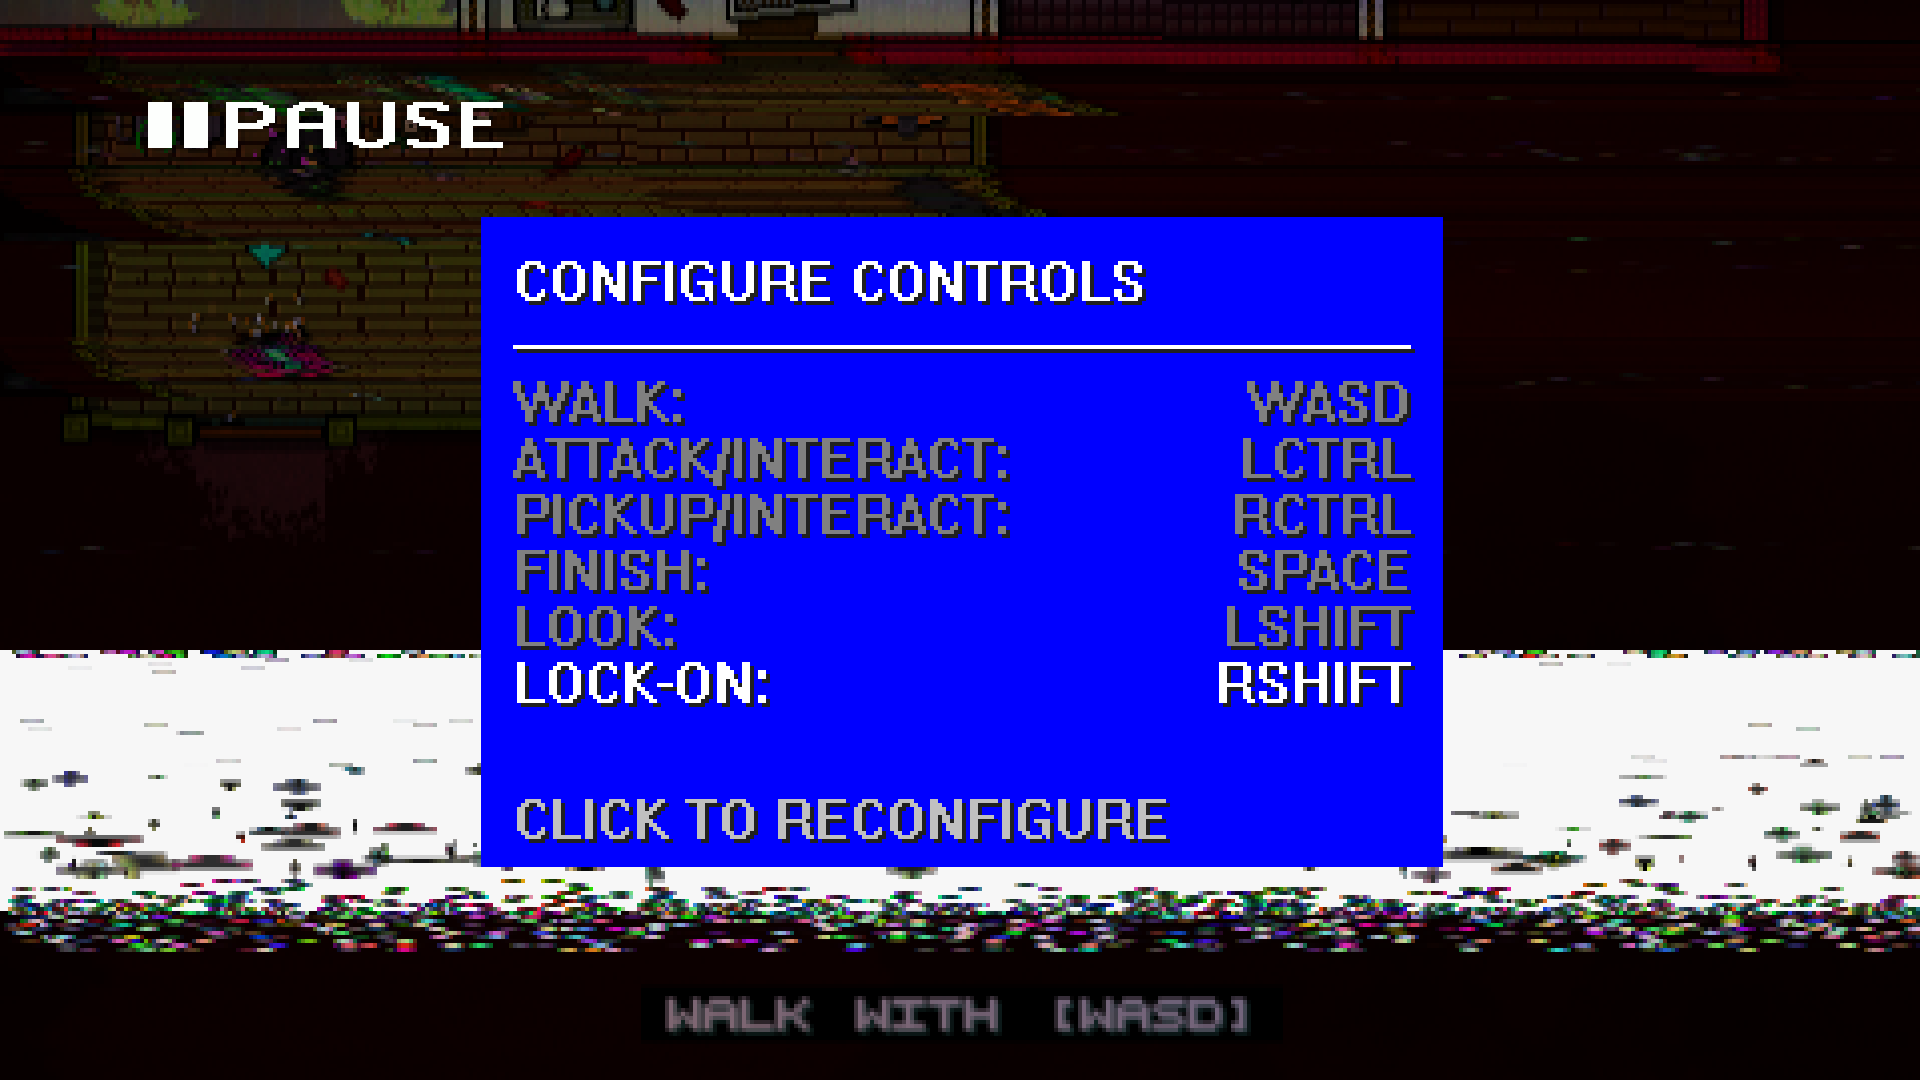 PAUSE
CONFIGURE CONTROLS
WALK: WASD
ATTACK/INTERACT: LCTRL
PICKUP/INTERACT: RCTRL
FINISH: SPACE
LOOK: LSHIFT
LOCK-ON: RSHIFT
CLICK TO RECONFIGURE
WALK WITH [WASD]